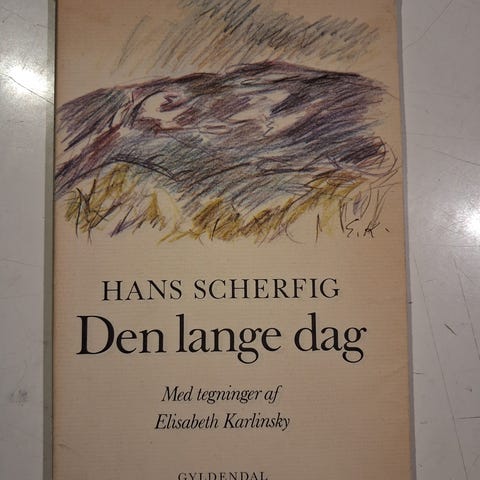 E.K.
HANS SCHERFIG
Den lange dag
Med tegninger af
Elisabeth Karlinsky
GYLDENDAL